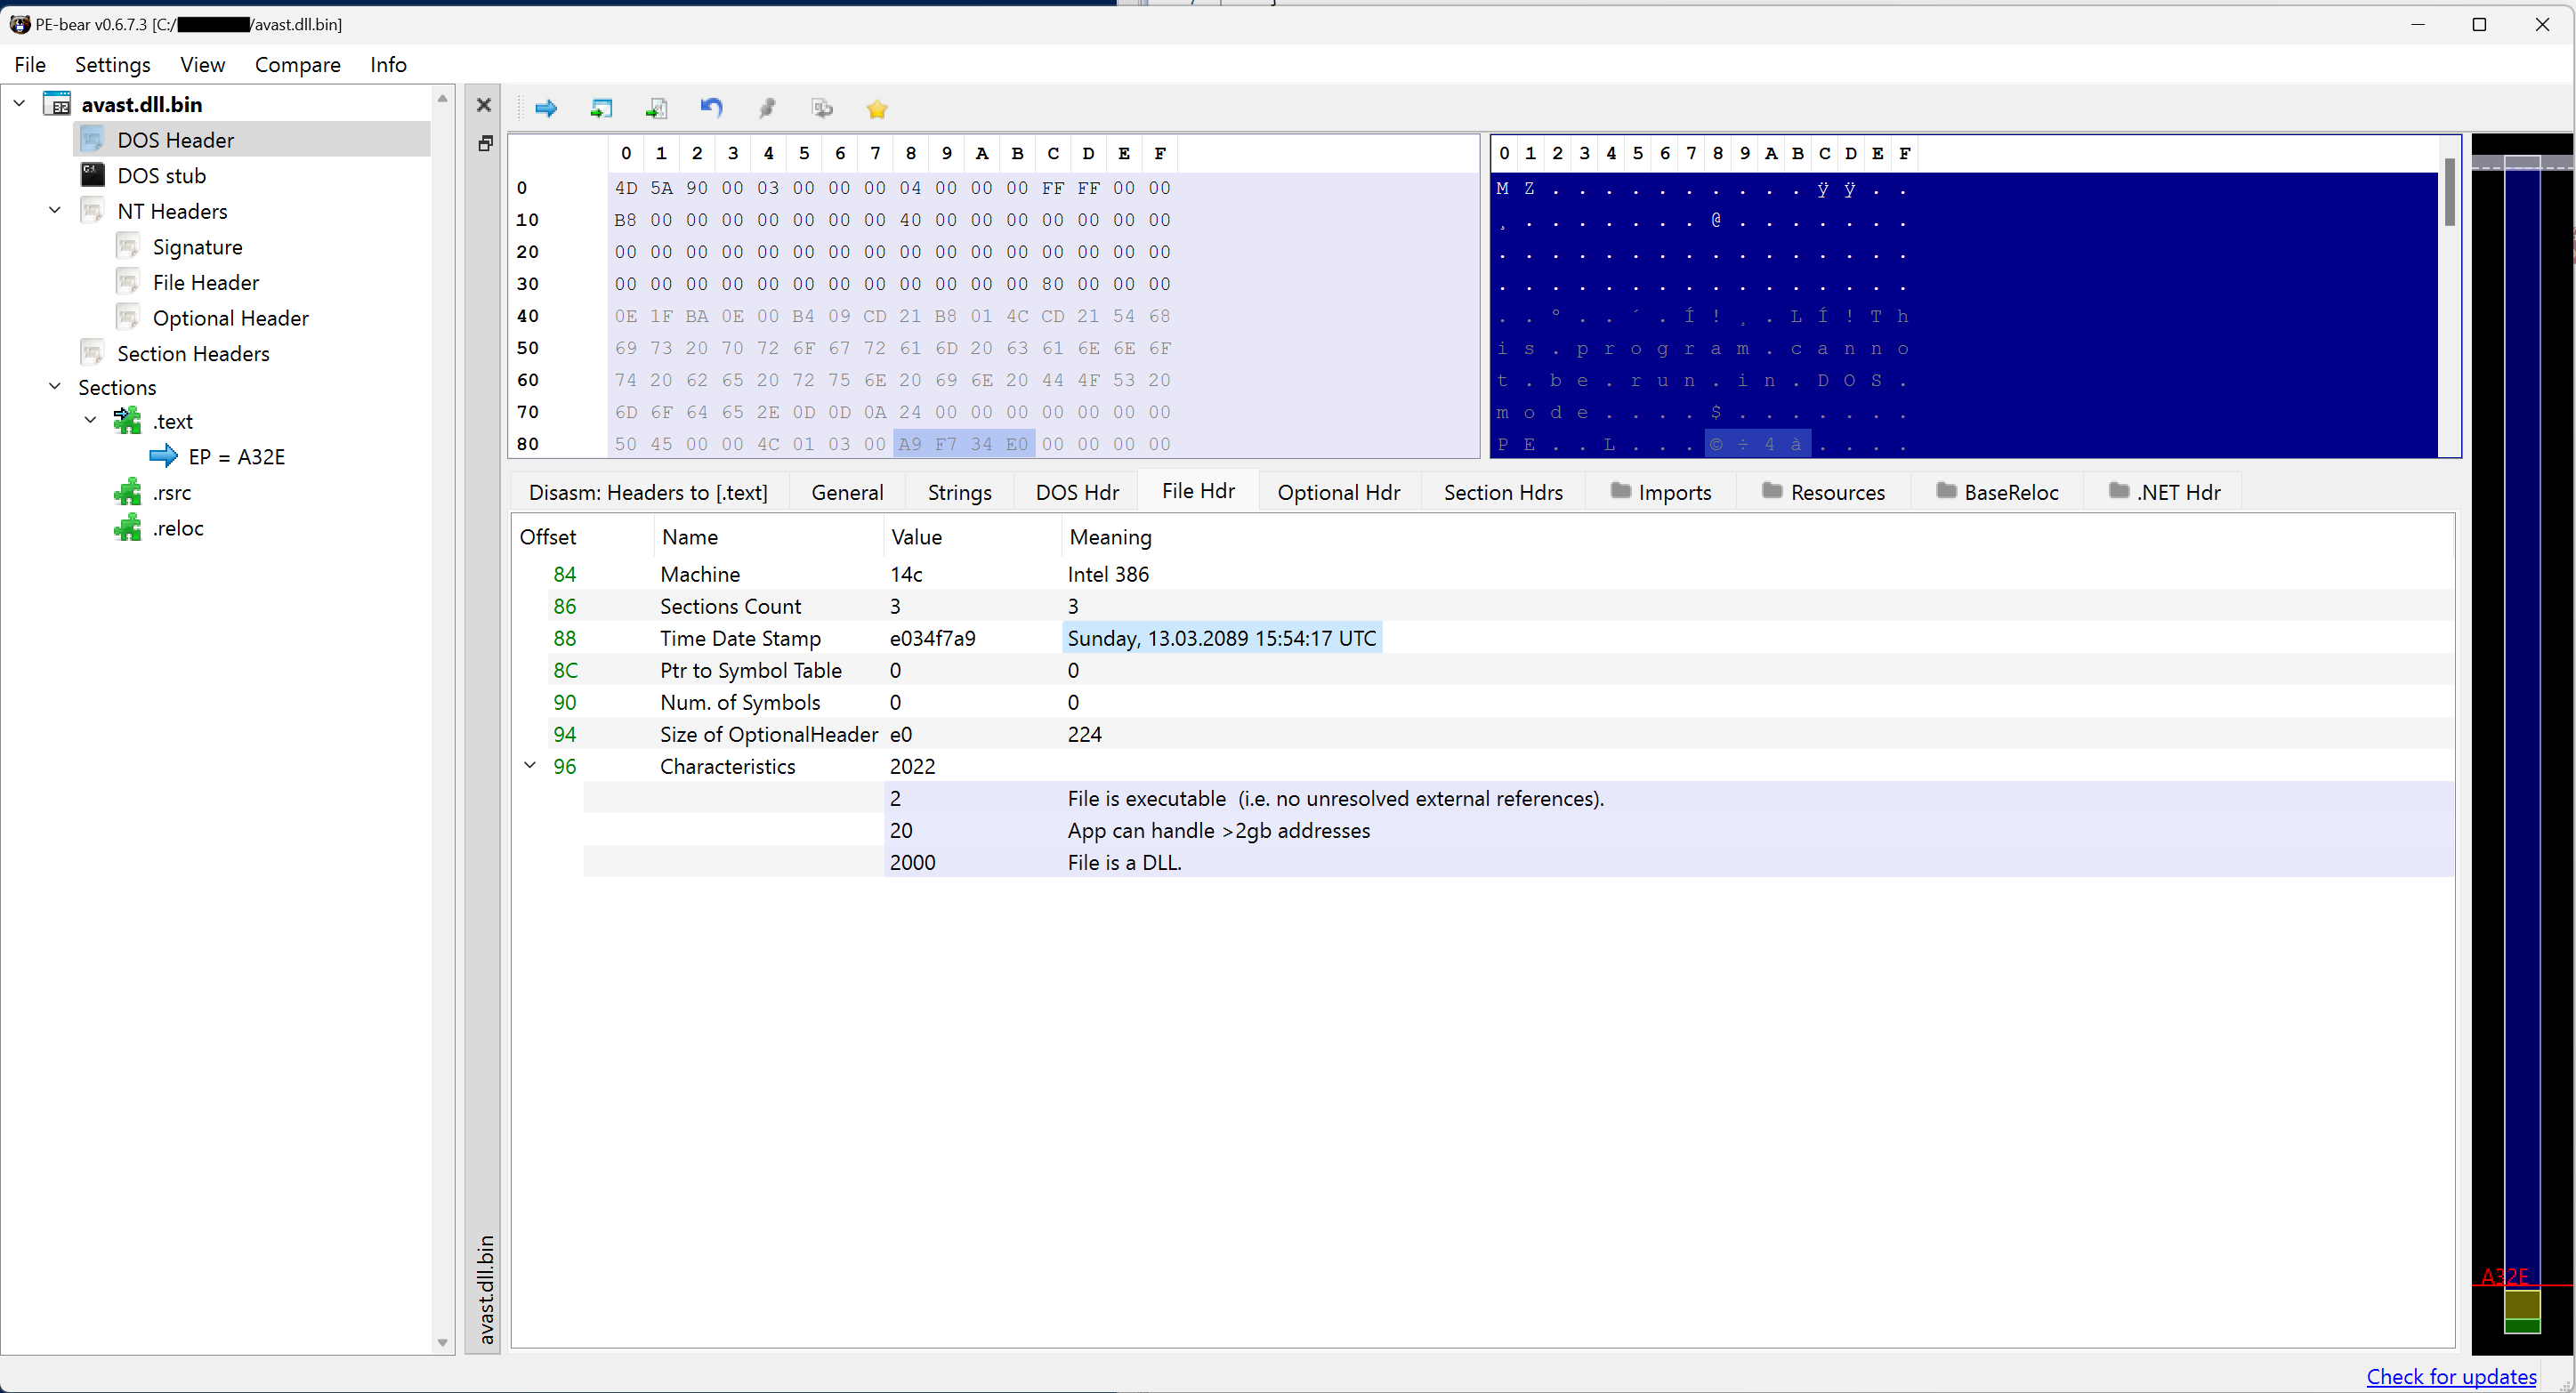 PE-bear v0.6.7.3 [C:/ /avast.dll.bin]
File Settings View Compare Info
avast.dll.bin
DOS Header
DOS stub
NT Headers
Signature
File Header
Optional Header
Section Headers
Sections
.text
EP = A32E
.rsrc
.reloc
avast.dll.bin
0 1 2 3 4 5 6 7 8 9 A B C D E F
0 4D 5A 90 00 03 00 00 00 04 00 00 00 FF FF 00 00
10 B8 00 00 00 00 00 00 00 40 00 00 00 00 00 00 00
20 00 00 00 00 00 00 00 00 00 00 00 00 00 00 00 00
30 00 00 00 00 00 00 00 00 00 00 00 00 80 00 00 00
40 0E 1F BA 0E 00 B4 09 CD 21 B8 01 4C CD 21 54 68
50 69 73 20 70 72 6F 67 72 61 6D 20 63 61 6E 6E 6F
60 74 20 62 65 20 72 75 6E 20 69 6E 20 44 4F 53 20
70 6D 6F 64 65 2E 0D 0D 0A 24 00 00 00 00 00 00 00
80 50 45 00 00 4C 01 03 00 A9 F7 34 E0 00 00 00 00
0 1 2 3 4 5 6 7 8 9 A B C D E F
M Z . . . . . . . . . . ÿ ÿ . .
¸ . . . . . . . @ . . . . . . .
. . . . . . . . . . . . . . . .
. . . . . . . . . . . . . . . .
. . º . . ´ . Í ! ¸ . L Í ! T h
i s . p r o g r a m . c a n n o
t . b e . r u n . i n . D O S .
m o d e . . . . $ . . . . . . .
P E . . L . . . © ÷ 4 à . . . .
Disasm: Headers to [.text] General Strings DOS Hdr File Hdr Optional Hdr Section Hdrs Imports Resources BaseReloc .NET Hdr
Offset Name Value Meaning
84 Machine 14c Intel 386
86 Sections Count 3 3
88 Time Date Stamp e034f7a9 Sunday, 13.03.2089 15:54:17 UTC
8C Ptr to Symbol Table 0 0
90 Num. of Symbols 0 0
94 Size of OptionalHeader e0 224
96 Characteristics 2022
2 File is executable (i.e. no unresolved external references).
20 App can handle >2gb addresses
2000 File is a DLL.
A32E
Check for updates